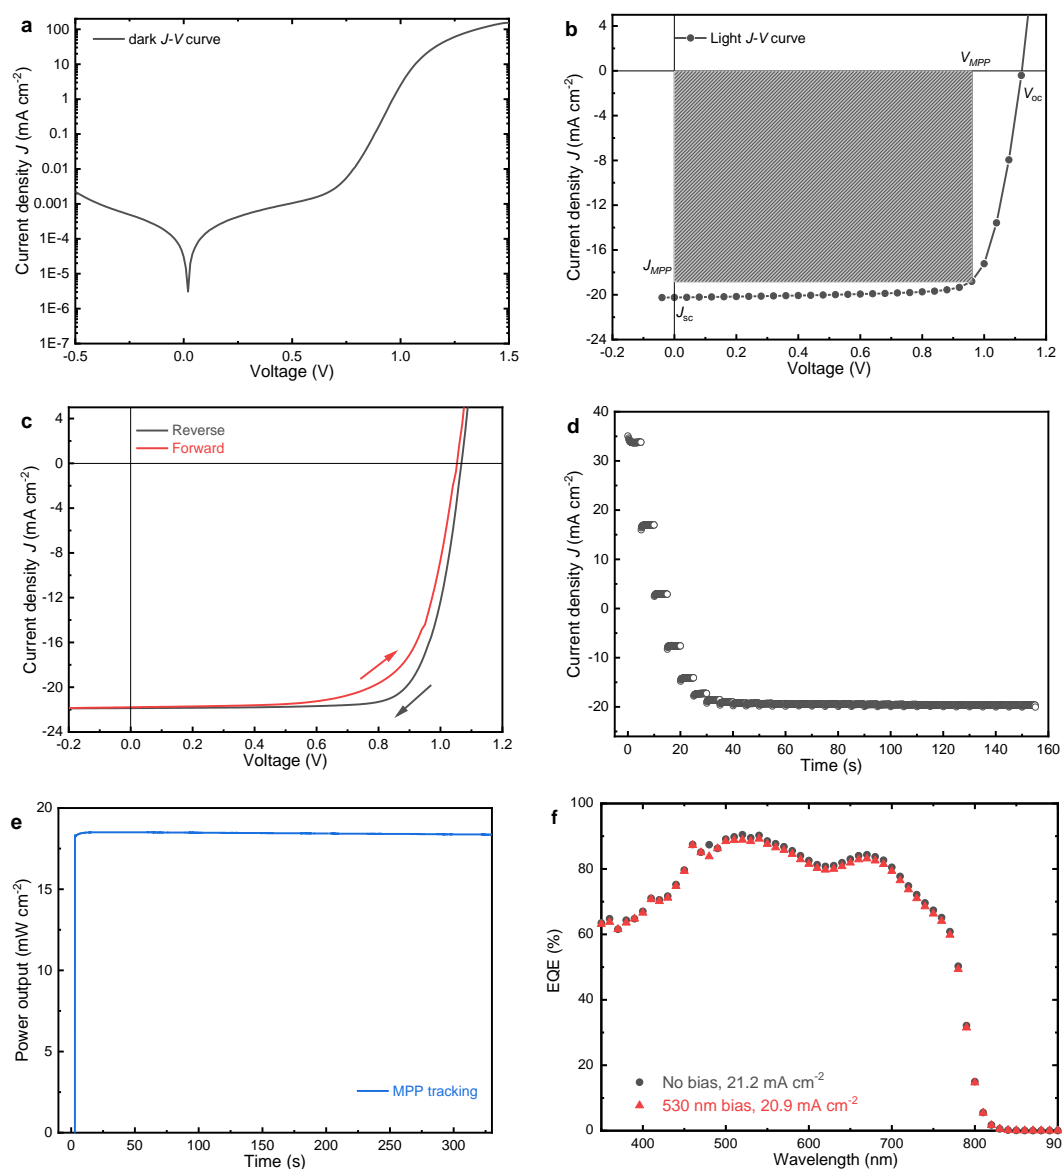 a
dark J-V curve
Current density J (mA cm-2)
100
10
1
0.1
0.01
0.001
1E-4
1E-5
1E-6
1E-7
-0.5
0.0
0.5
1.0
1.5
Voltage (V)
b
Light J-V curve
VMPP
Voc
JMPP
Jsc
Current density J (mA cm-2)
4
0
-4
-8
-12
-16
-20
-24
-0.2
0.0
0.2
0.4
0.6
0.8
1.0
1.2
Voltage (V)
c
Reverse
Forward
Current density J (mA cm-2)
4
0
-4
-8
-12
-16
-20
-24
-0.2
0.0
0.2
0.4
0.6
0.8
1.0
1.2
Voltage (V)
d
Current density J (mA cm-2)
40
30
20
10
0
-10
-20
0
20
40
60
80
100
120
140
160
Time (s)
e
MPP tracking
Power output (mW cm-2)
20
15
10
5
0
0
50
100
150
200
250
300
Time (s)
f
No bias, 21.2 mA cm-2
530 nm bias, 20.9 mA cm-2
EQE (%)
100
80
60
40
20
0
400
500
600
700
800
90
Wavelength (nm)